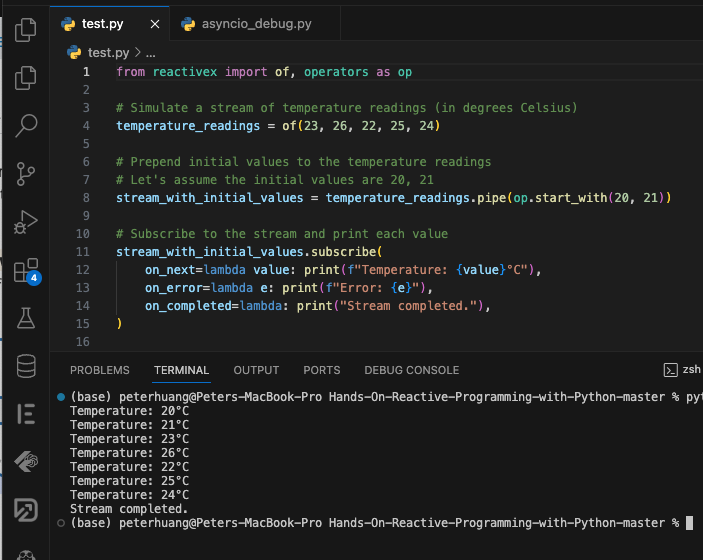 test.py
asyncio_debug.py
test.py > ...
1 from reactivex import of, operators as op
2
3 # Simulate a stream of temperature readings (in degrees Celsius)
4 temperature_readings = of(23, 26, 22, 25, 24)
5
6 # Prepend initial values to the temperature readings
7 # Let's assume the initial values are 20, 21
8 stream_with_initial_values = temperature_readings.pipe(op.start_with(20, 21))
9
10 # Subscribe to the stream and print each value
11 stream_with_initial_values.subscribe(
12     on_next=lambda value: print(f"Temperature: {value}°C"),
13     on_error=lambda e: print(f"Error: {e}"),
14     on_completed=lambda: print("Stream completed."),
15 )
16
4
PROBLEMS TERMINAL OUTPUT PORTS DEBUG CONSOLE zsh
(base) peterhuang@Peters-MacBook-Pro Hands-On-Reactive-Programming-with-Python-master % pyt
Temperature: 20°C
Temperature: 21°C
Temperature: 23°C
Temperature: 26°C
Temperature: 22°C
Temperature: 25°C
Temperature: 24°C
Stream completed.
(base) peterhuang@Peters-MacBook-Pro Hands-On-Reactive-Programming-with-Python-master %